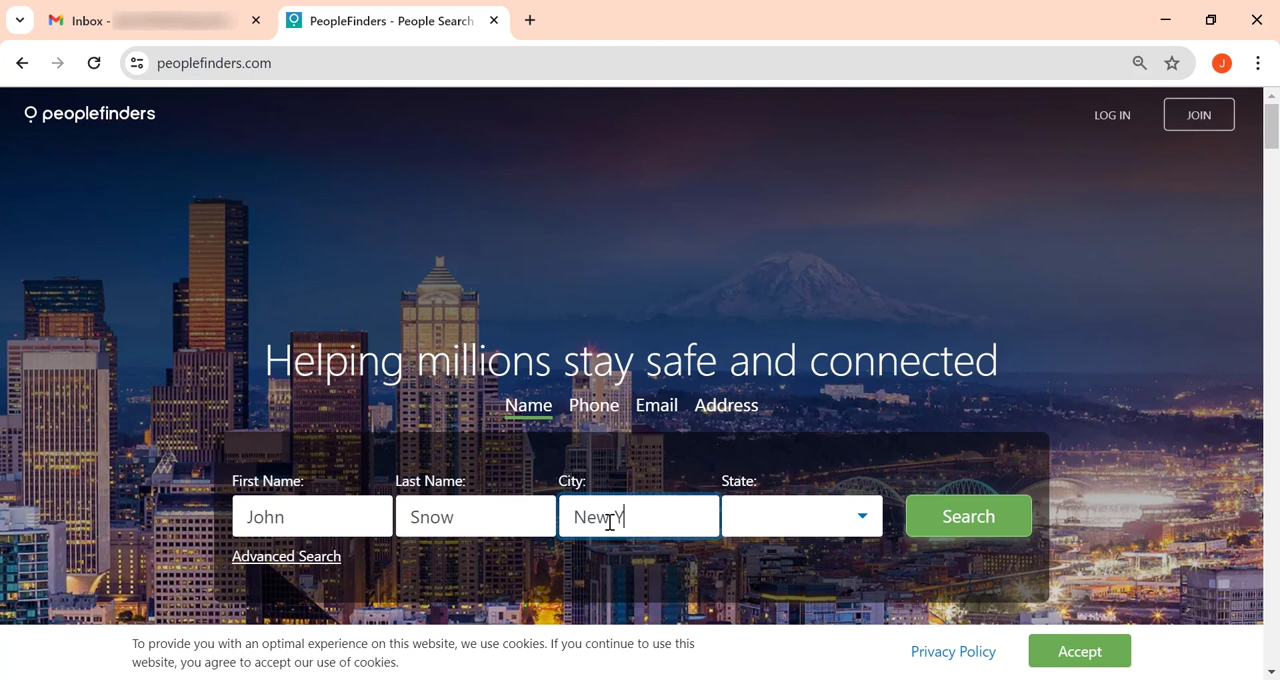 Inbox -
PeopleFinders - People Search
peoplefinders.com
J
peoplefinders
LOG IN
JOIN
Helping millions stay safe and connected
Name Phone Email Address
First Name: Last Name: City: State:
John Snow New Y Search
Advanced Search
To provide you with an optimal experience on this website, we use cookies. If you continue to use this
website, you agree to accept our use of cookies.
Privacy Policy
Accept